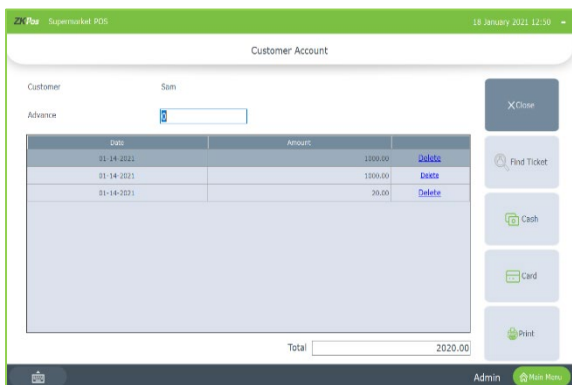 ZKPos Supermarket POS 18 January 2021 12:50
Customer Account
Customer Sam
Advance 0
Close
Date Amount
01-14-2021 1000.00 Delete
01-14-2021 1000.00 Delete
01-14-2021 20.00 Delete
Find Ticket
Cash
Card
Print
Total 2020.00
Admin Main Menu